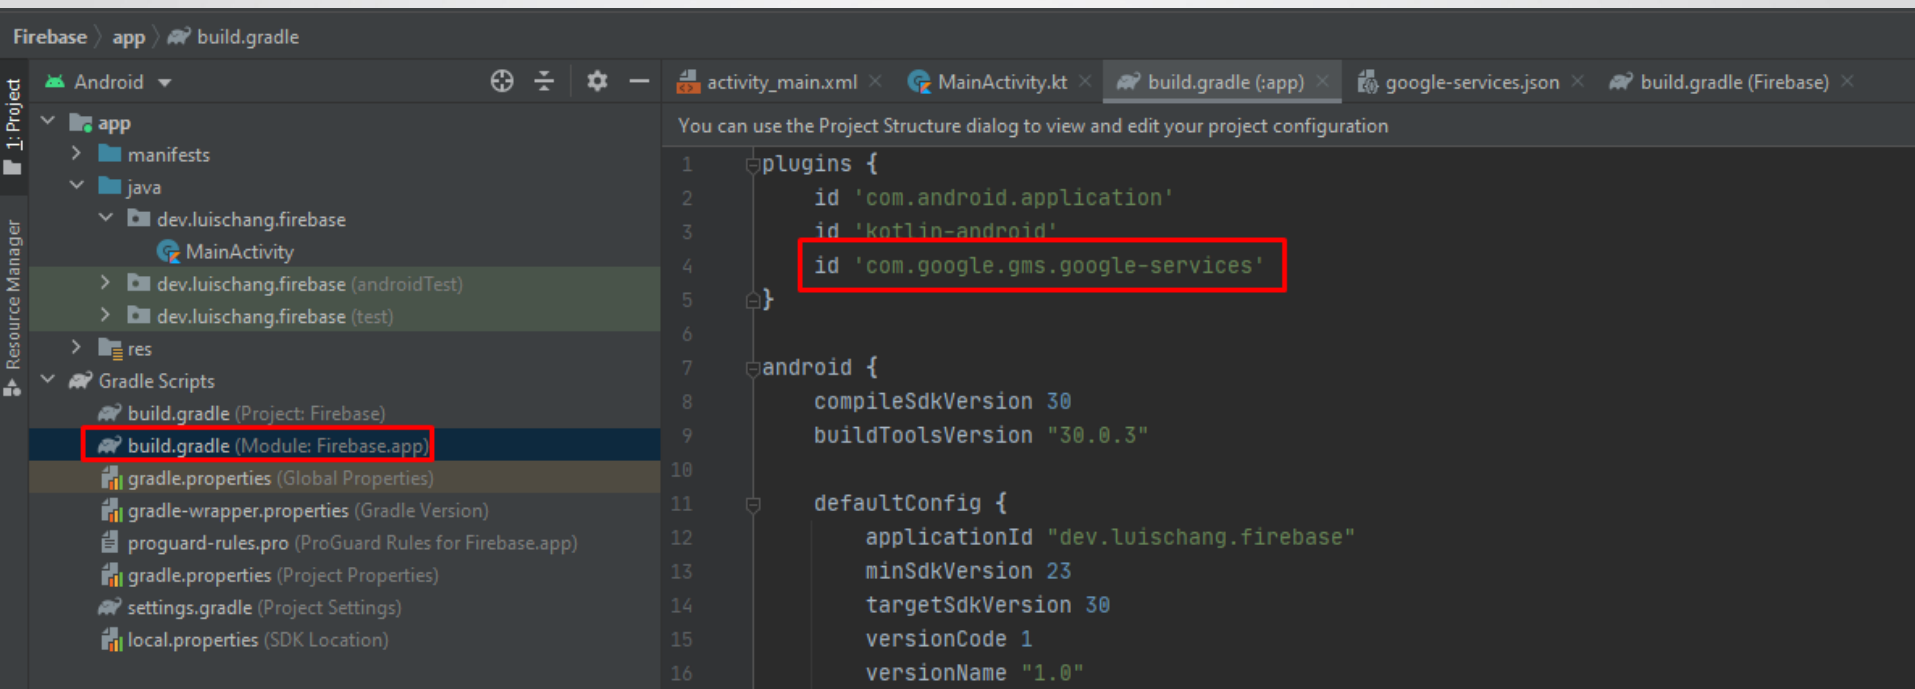 Firebase app build.gradle
1: Project
Resource Manager
Android
app
manifests
java
dev.luischang.firebase
MainActivity
dev.luischang.firebase (androidTest)
dev.luischang.firebase (test)
res
Gradle Scripts
build.gradle (Project: Firebase)
build.gradle (Module: Firebase.app)
gradle.properties (Global Properties)
gradle-wrapper.properties (Gradle Version)
proguard-rules.pro (ProGuard Rules for Firebase.app)
gradle.properties (Project Properties)
settings.gradle (Project Settings)
local.properties (SDK Location)
activity_main.xml MainActivity.kt build.gradle (:app) google-services.json build.gradle (Firebase)
You can use the Project Structure dialog to view and edit your project configuration
1 plugins {
2 id 'com.android.application'
3 id 'kotlin-android'
4 id 'com.google.gms.google-services'
5 }
6
7 android {
8 compileSdkVersion 30
9 buildToolsVersion "30.0.3"
10
11 defaultConfig {
12 applicationId "dev.luischang.firebase"
13 minSdkVersion 23
14 targetSdkVersion 30
15 versionCode 1
16 versionName "1.0"